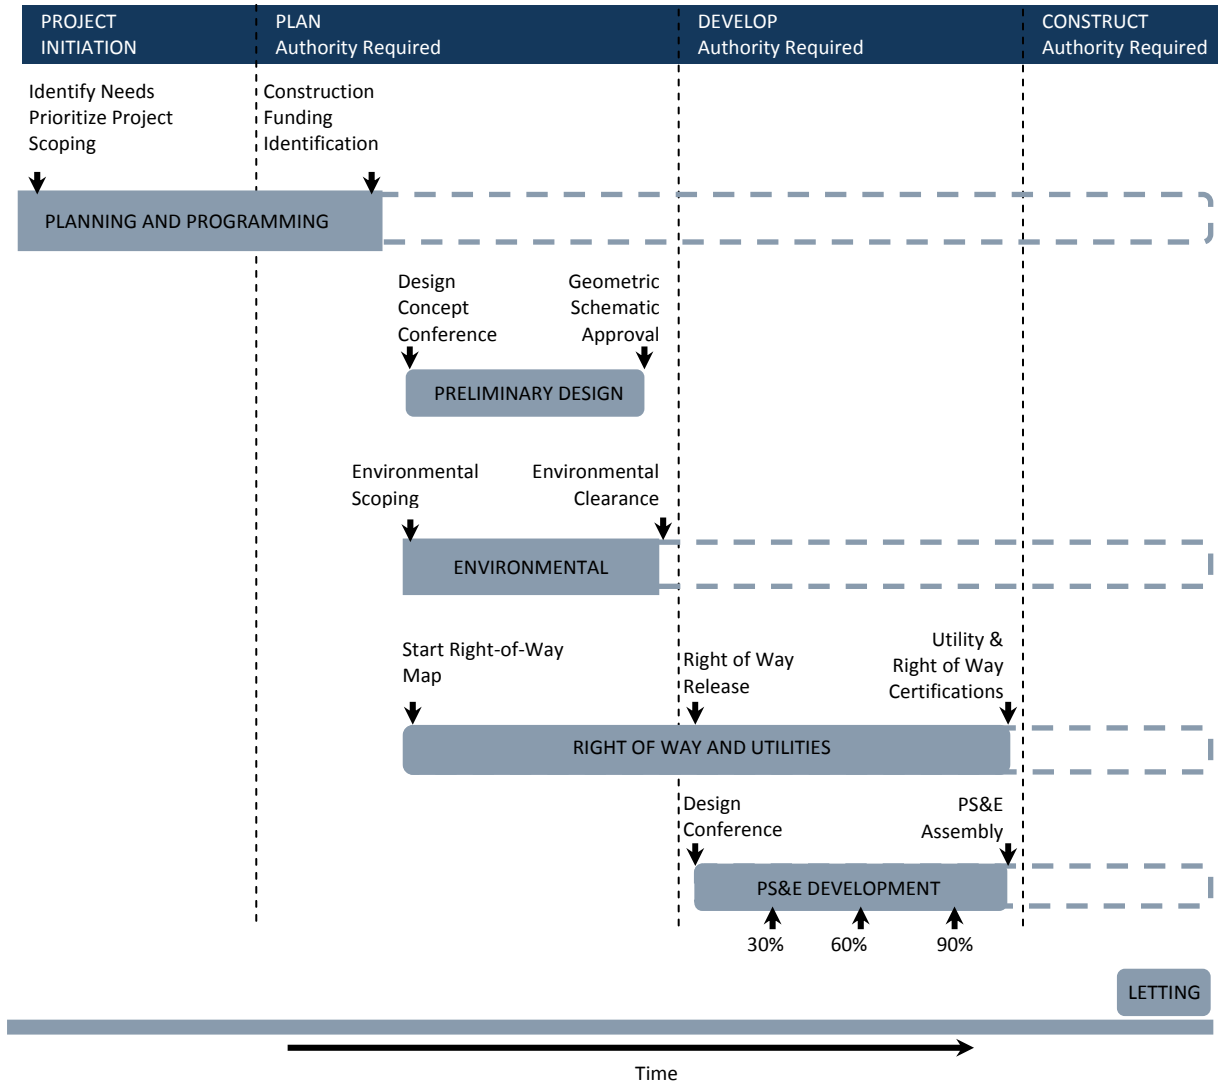 PROJECT
INITIATION
PLAN
Authority Required
DEVELOP
Authority Required
CONSTRUCT
Authority Required
Identify Needs
Prioritize Project
Scoping
Construction
Funding
Identification
PLANNING AND PROGRAMMING
Design
Concept
Conference
Geometric
Schematic
Approval
PRELIMINARY DESIGN
Environmental
Scoping
Environmental
Clearance
ENVIRONMENTAL
Start Right-of-Way
Map
Right of Way
Release
Utility &
Right of Way
Certifications
RIGHT OF WAY AND UTILITIES
Design
Conference
PS&E
Assembly
PS&E DEVELOPMENT
30%
60%
90%
LETTING
Time